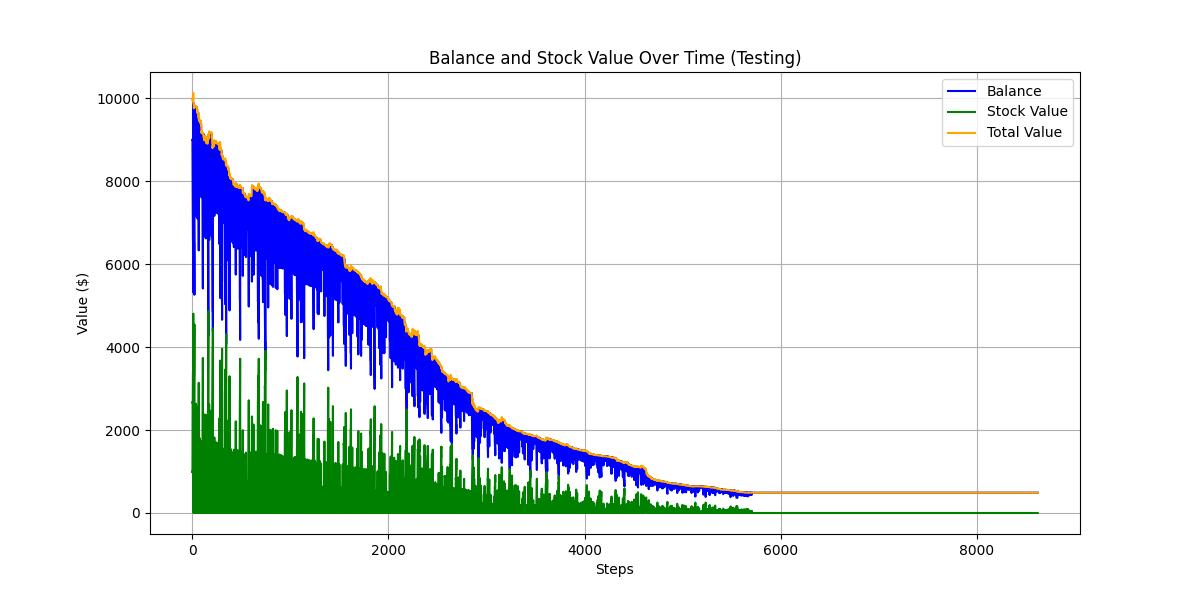 Balance and Stock Value Over Time (Testing)
Balance
Stock Value
Total Value
Value ($)
10000
8000
6000
4000
2000
0
0 2000 4000 6000 8000
Steps